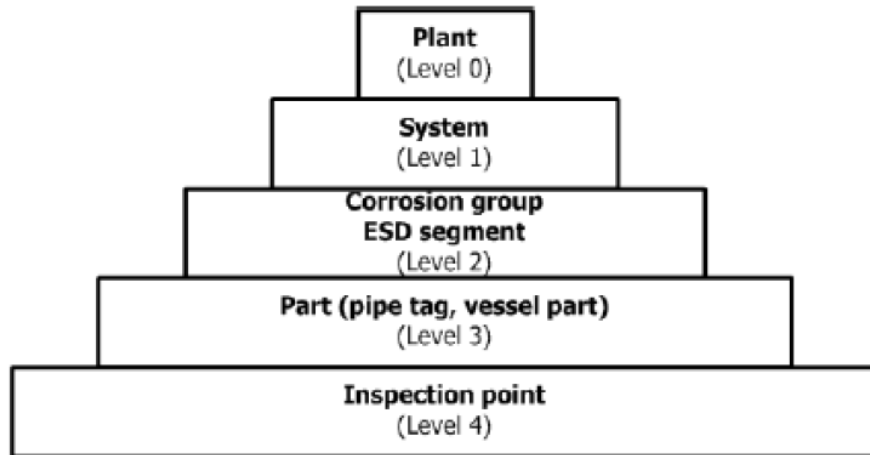 Plant
(Level 0)
System
(Level 1)
Corrosion group
ESD segment
(Level 2)
Part (pipe tag, vessel part)
(Level 3)
Inspection point
(Level 4)